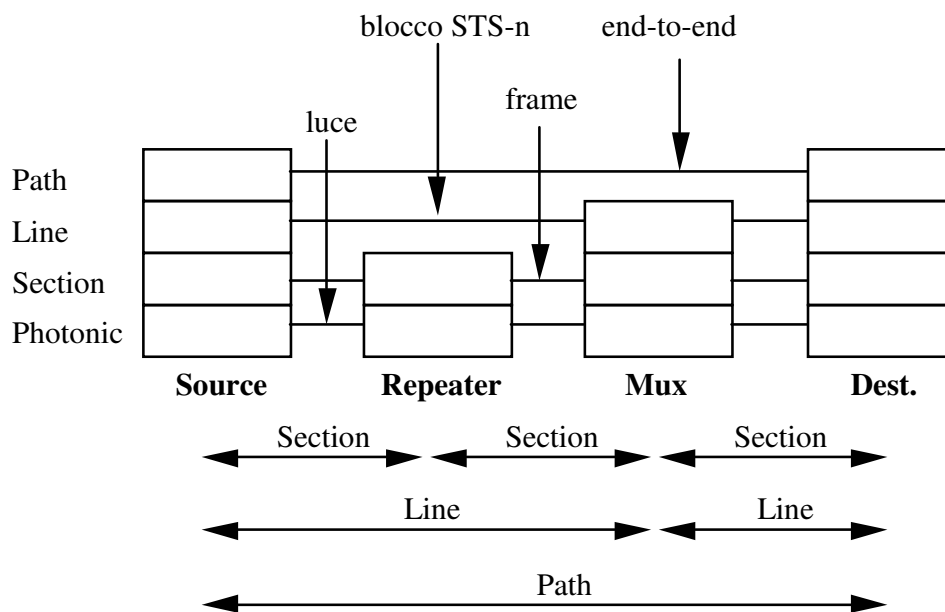 blocco STS-n end-to-end
luce frame
Path
Line
Section
Photonic
Source Repeater Mux Dest.
Section Section Section
Line Line
Path